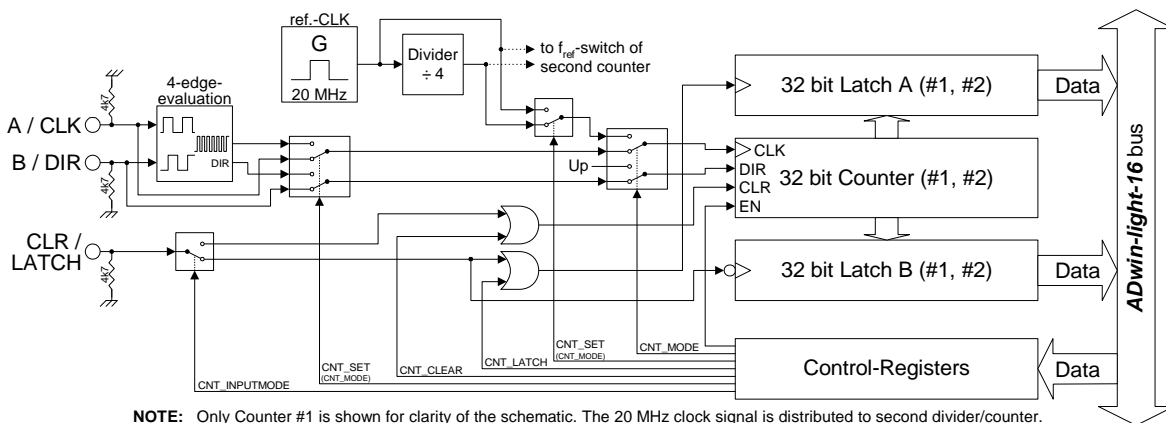 ref.-CLK
G
20 MHz
Divider
÷ 4
to fref-switch of
second counter
4-edge-
evaluation
DIR
4k7
A / CLK
B / DIR
4k7
CLR /
LATCH
4k7
Up
CLK
DIR
CLR
EN
32 bit Latch A (#1, #2)
32 bit Counter (#1, #2)
32 bit Latch B (#1, #2)
Control-Registers
Data
Data
Data
ADwin-light-16 bus
CNT_INPUTMODE
CNT_SET
(CNT_MODE)
CNT_CLEAR
CNT_LATCH
CNT_SET
(CNT_MODE)
CNT_MODE
NOTE: Only Counter #1 is shown for clarity of the schematic. The 20 MHz clock signal is distributed to second divider/counter.